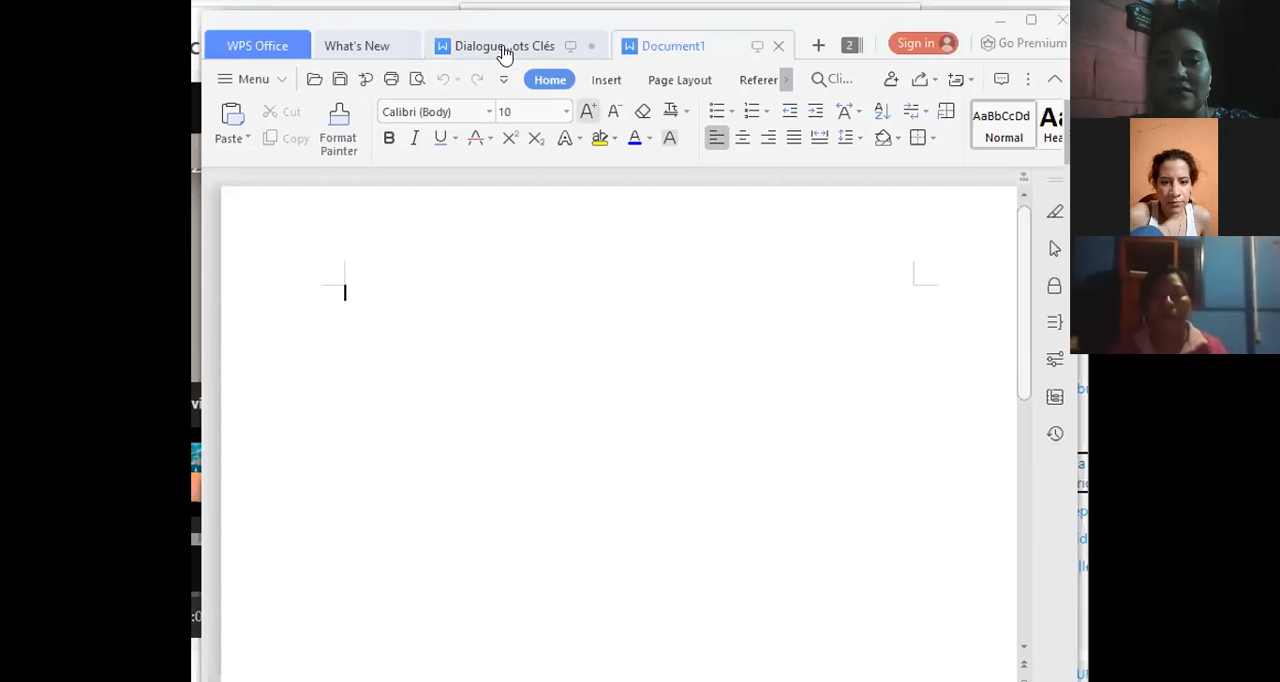 WPS Office What's New Dialogue ots Clés Document1 2 Sign in Go Premium
Menu Home Insert Page Layout Referer Cli...
Paste Cut Copy Format Painter Calibri (Body) 10 AaBbCcDd Normal Hea